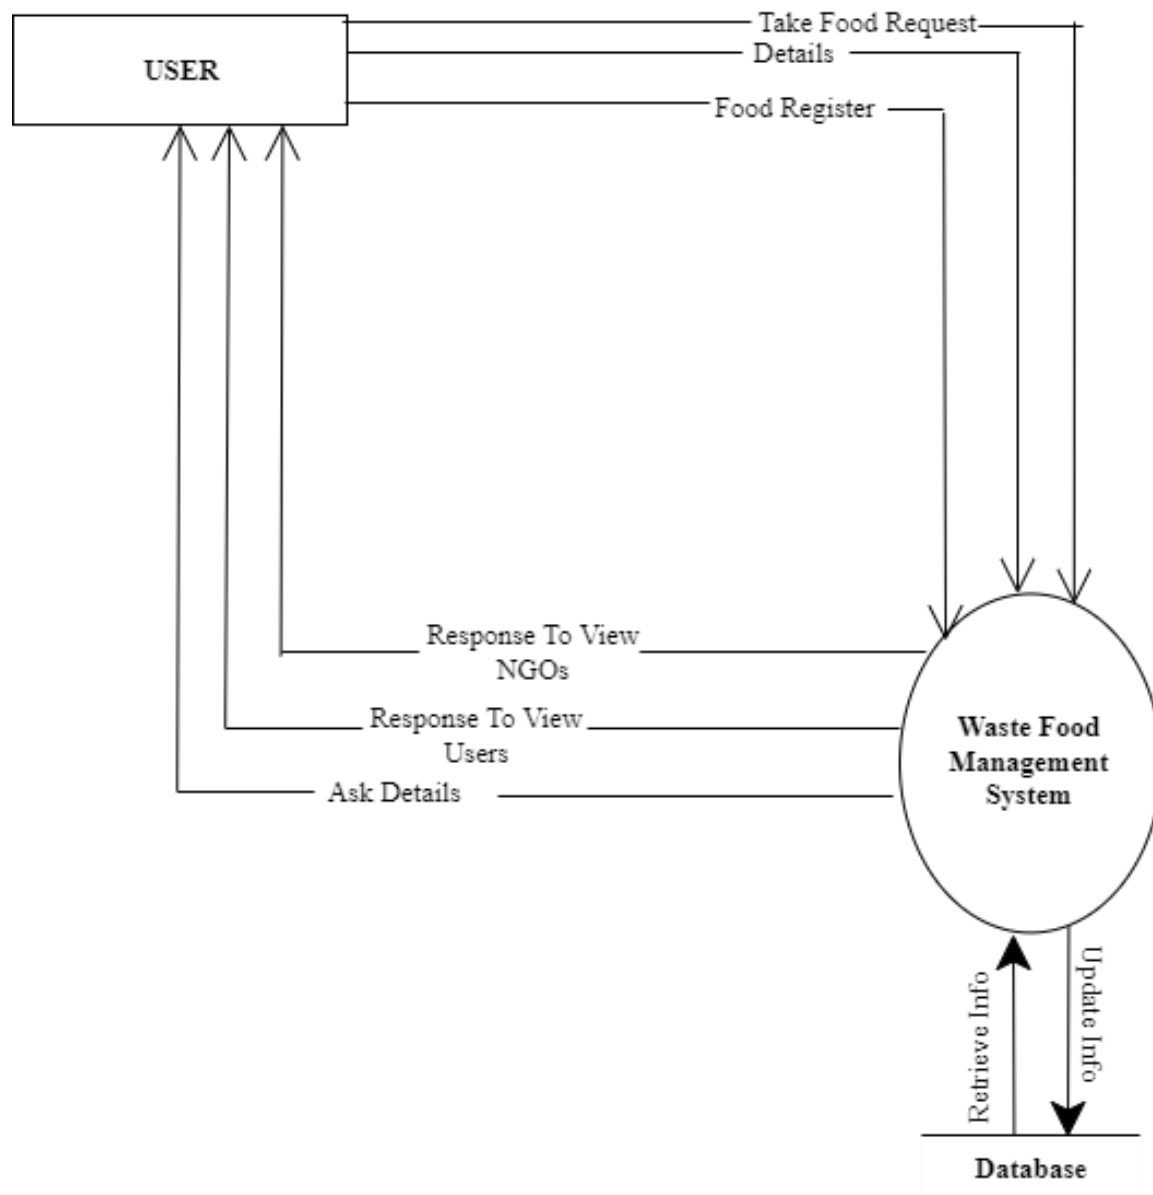 Take Food Request
Details
USER
Food Register
Response To View
NGOs
Response To View
Users
Ask Details
Waste Food
Management
System
Retrieve Info
Update Info
Database